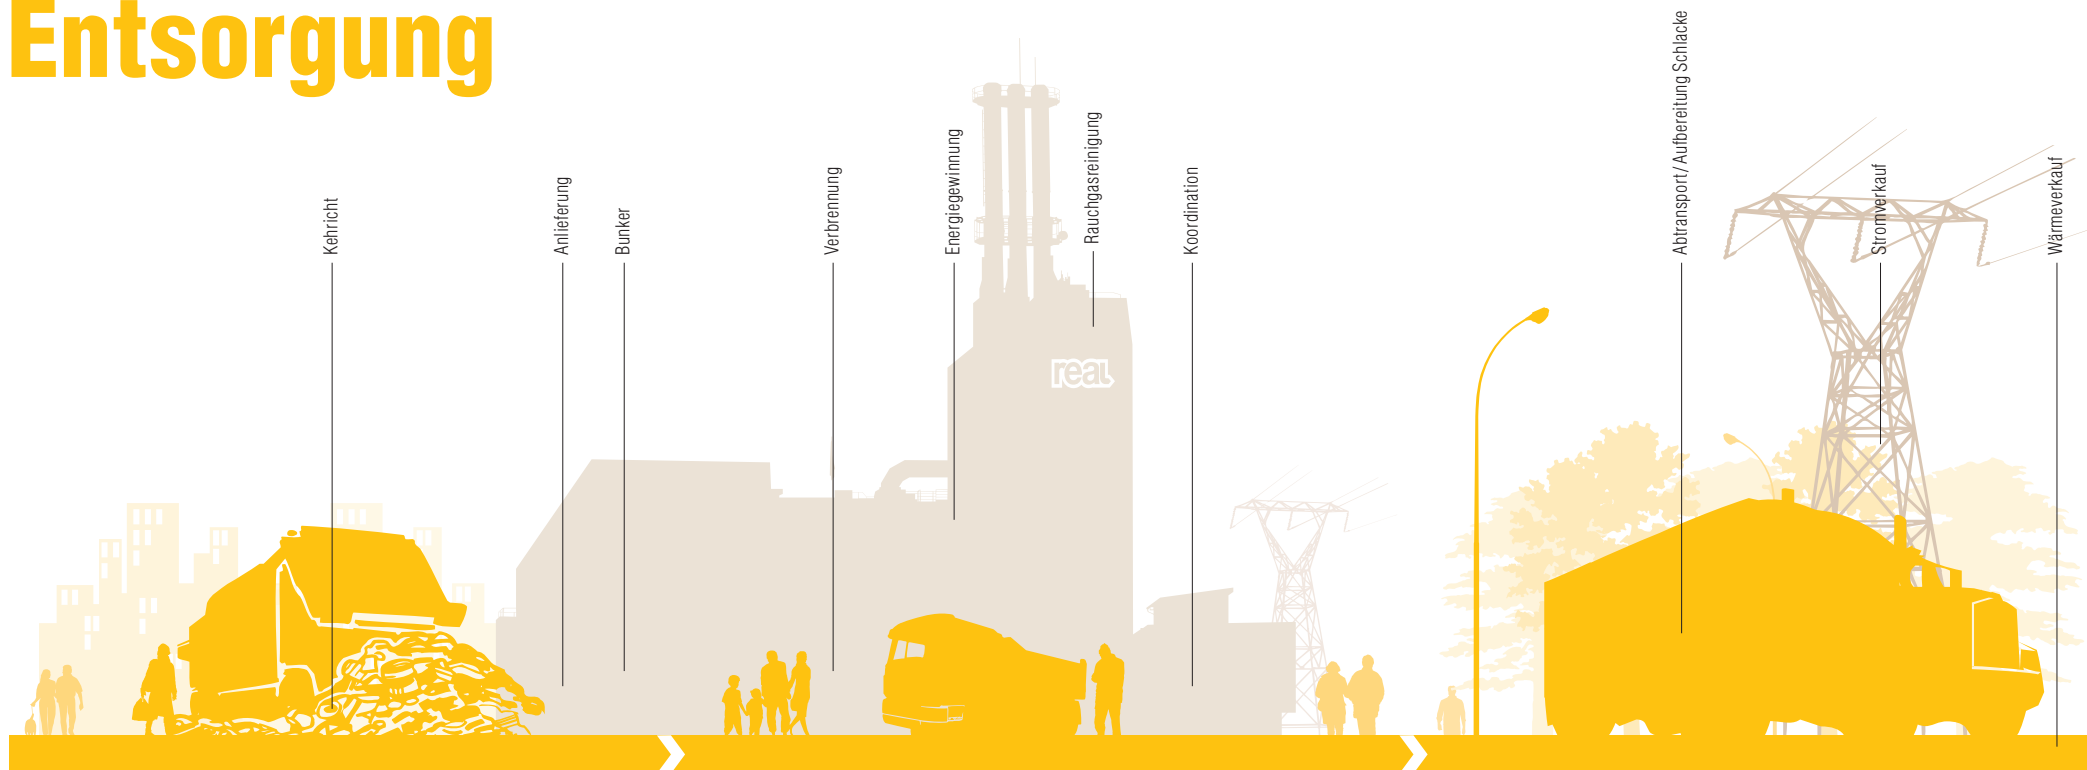 Entsorgung
Kehricht
Anlieferung
Bunker
Verbrennung
Energiegewinnung
Rauchgasreinigung
Koordination
Abtransport/Aufbereitung Schlacke
Stromverkauf
Wärmeverkauf
real